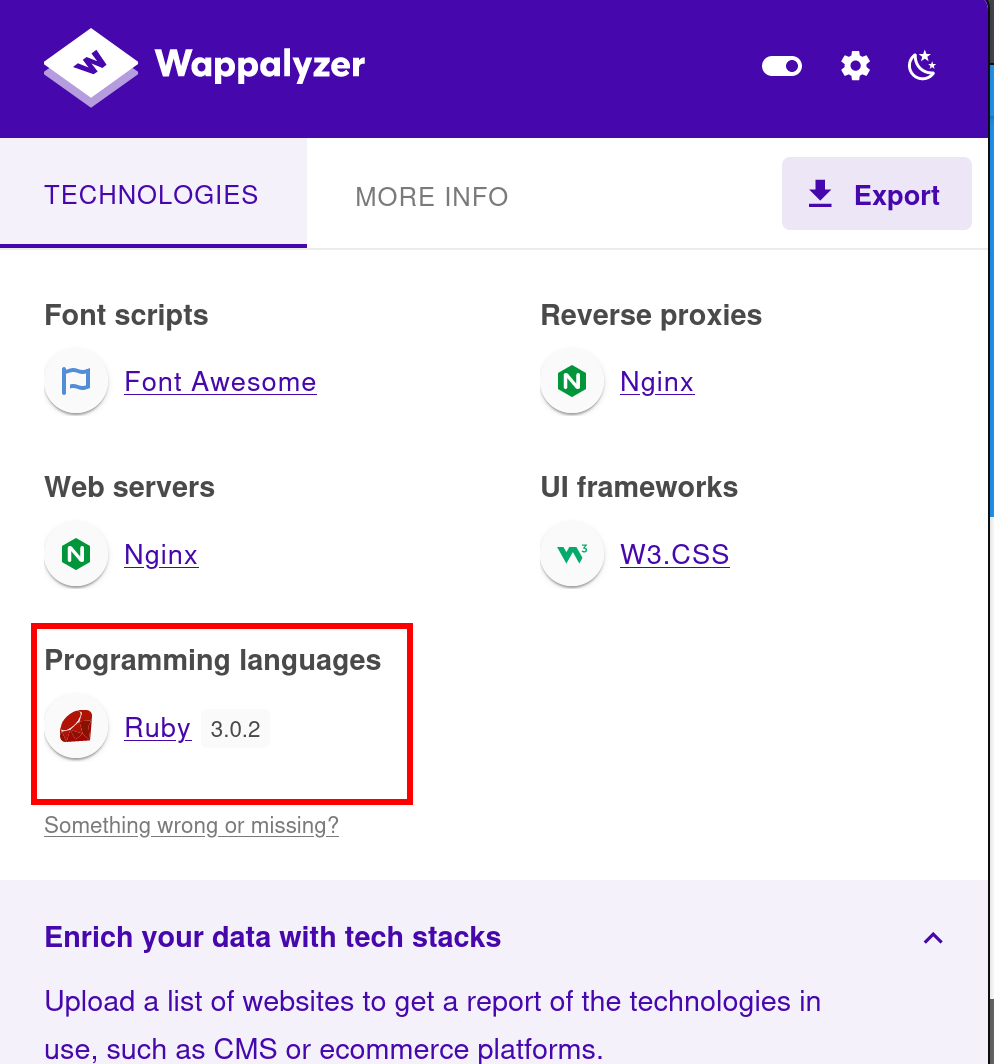 Wappalyzer
TECHNOLOGIES
MORE INFO
Export
Font scripts
Font Awesome
Reverse proxies
Nginx
Web servers
Nginx
UI frameworks
W3.CSS
Programming languages
Ruby 3.0.2
Something wrong or missing?
Enrich your data with tech stacks
Upload a list of websites to get a report of the technologies in
use, such as CMS or ecommerce platforms.